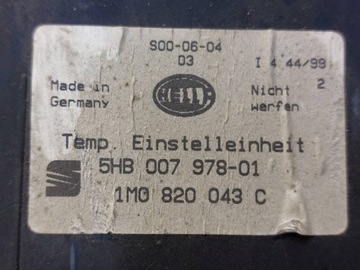 S00-06-04
03
I 4 44/99
2
Made in
Germany
HELLA
Nicht
werfen
Temp. Einstelleinheit
5HB 007 978-01
1M0 820 043 C